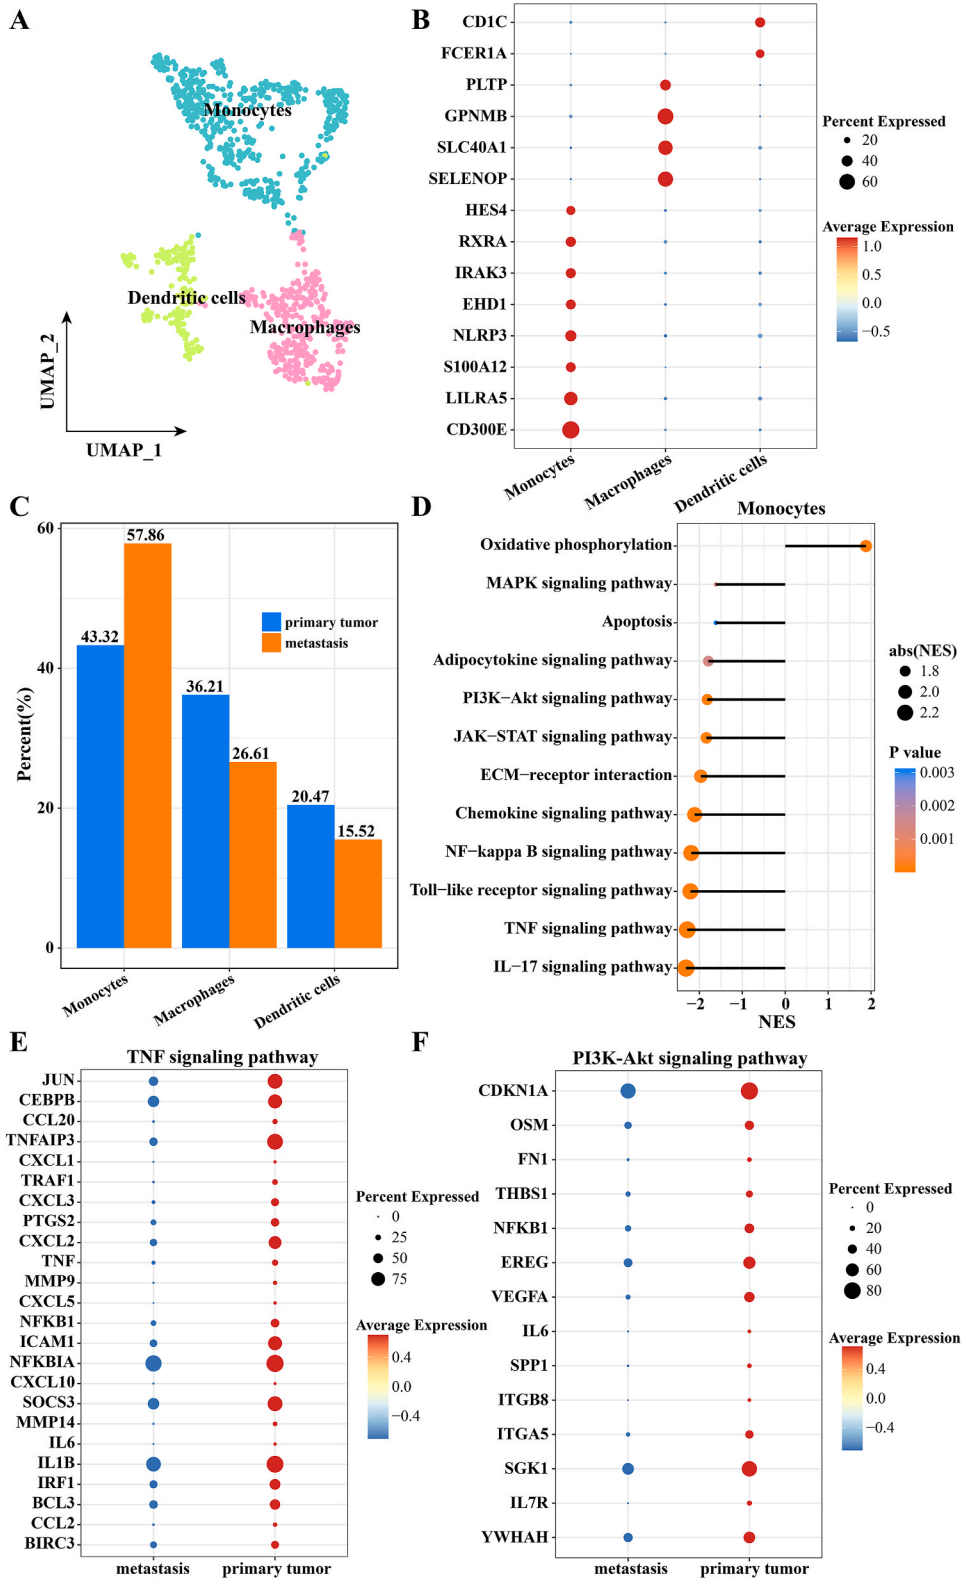 A
Monocytes
Dendritic cells
Macrophages
UMAP_2
UMAP_1
B
CD1C
FCER1A
PLTP
GPNMB
SLC40A1
SELENOP
HES4
RXRA
IRAK3
EHD1
NLRP3
S100A12
LILRA5
CD300E
Monocytes
Macrophages
Dendritic cells
Percent Expressed
20
40
60
Average Expression
1.0
0.5
0.0
−0.5
C
Percent(%)
60
40
20
0
43.32
57.86
36.21
26.61
20.47
15.52
primary tumor
metastasis
Monocytes
Macrophages
Dendritic cells
D
Monocytes
Oxidative phosphorylation
MAPK signaling pathway
Apoptosis
Adipocytokine signaling pathway
PI3K−Akt signaling pathway
JAK−STAT signaling pathway
ECM−receptor interaction
Chemokine signaling pathway
NF−kappa B signaling pathway
Toll−like receptor signaling pathway
TNF signaling pathway
IL−17 signaling pathway
−2 −1 0 1 2
NES
abs(NES)
1.8
2.0
2.2
P value
0.003
0.002
0.001
E
TNF signaling pathway
JUN
CEBPB
CCL20
TNFAIP3
CXCL1
TRAF1
CXCL3
PTGS2
CXCL2
TNF
MMP9
CXCL5
NFKB1
ICAM1
NFKBIA
CXCL10
SOCS3
MMP14
IL6
IL1B
IRF1
BCL3
CCL2
BIRC3
metastasis primary tumor
Percent Expressed
0
25
50
75
Average Expression
0.4
0.0
−0.4
F
PI3K-Akt signaling pathway
CDKN1A
OSM
FN1
THBS1
NFKB1
EREG
VEGFA
IL6
SPP1
ITGB8
ITGA5
SGK1
IL7R
YWHAH
metastasis primary tumor
Percent Expressed
0
20
40
60
80
Average Expression
0.4
0.0
−0.4